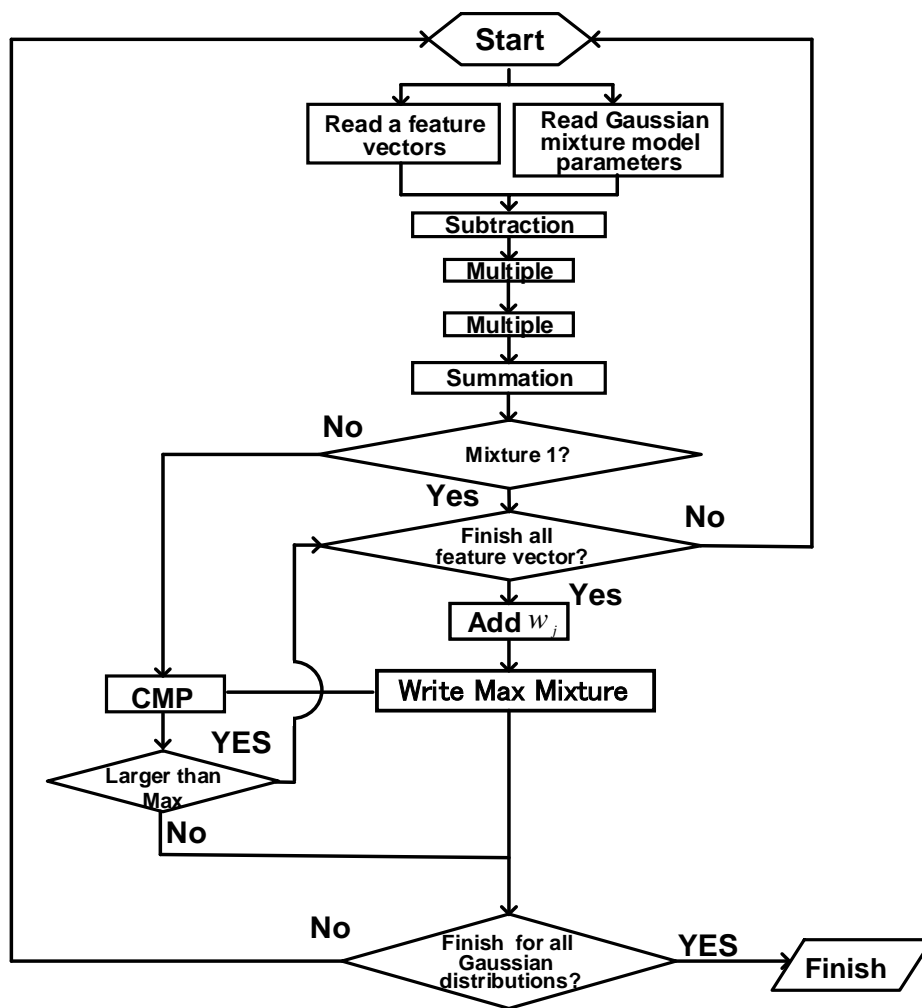 Start
Read a feature
vectors
Read Gaussian
mixture model
parameters
Subtraction
Multiple
Multiple
Summation
No
Mixture 1?
Yes
No
Finish all
feature vector?
Yes
Add w_j
CMP
Write Max Mixture
YES
Larger than
Max
No
No
Finish for all
Gaussian
distributions?
YES
Finish